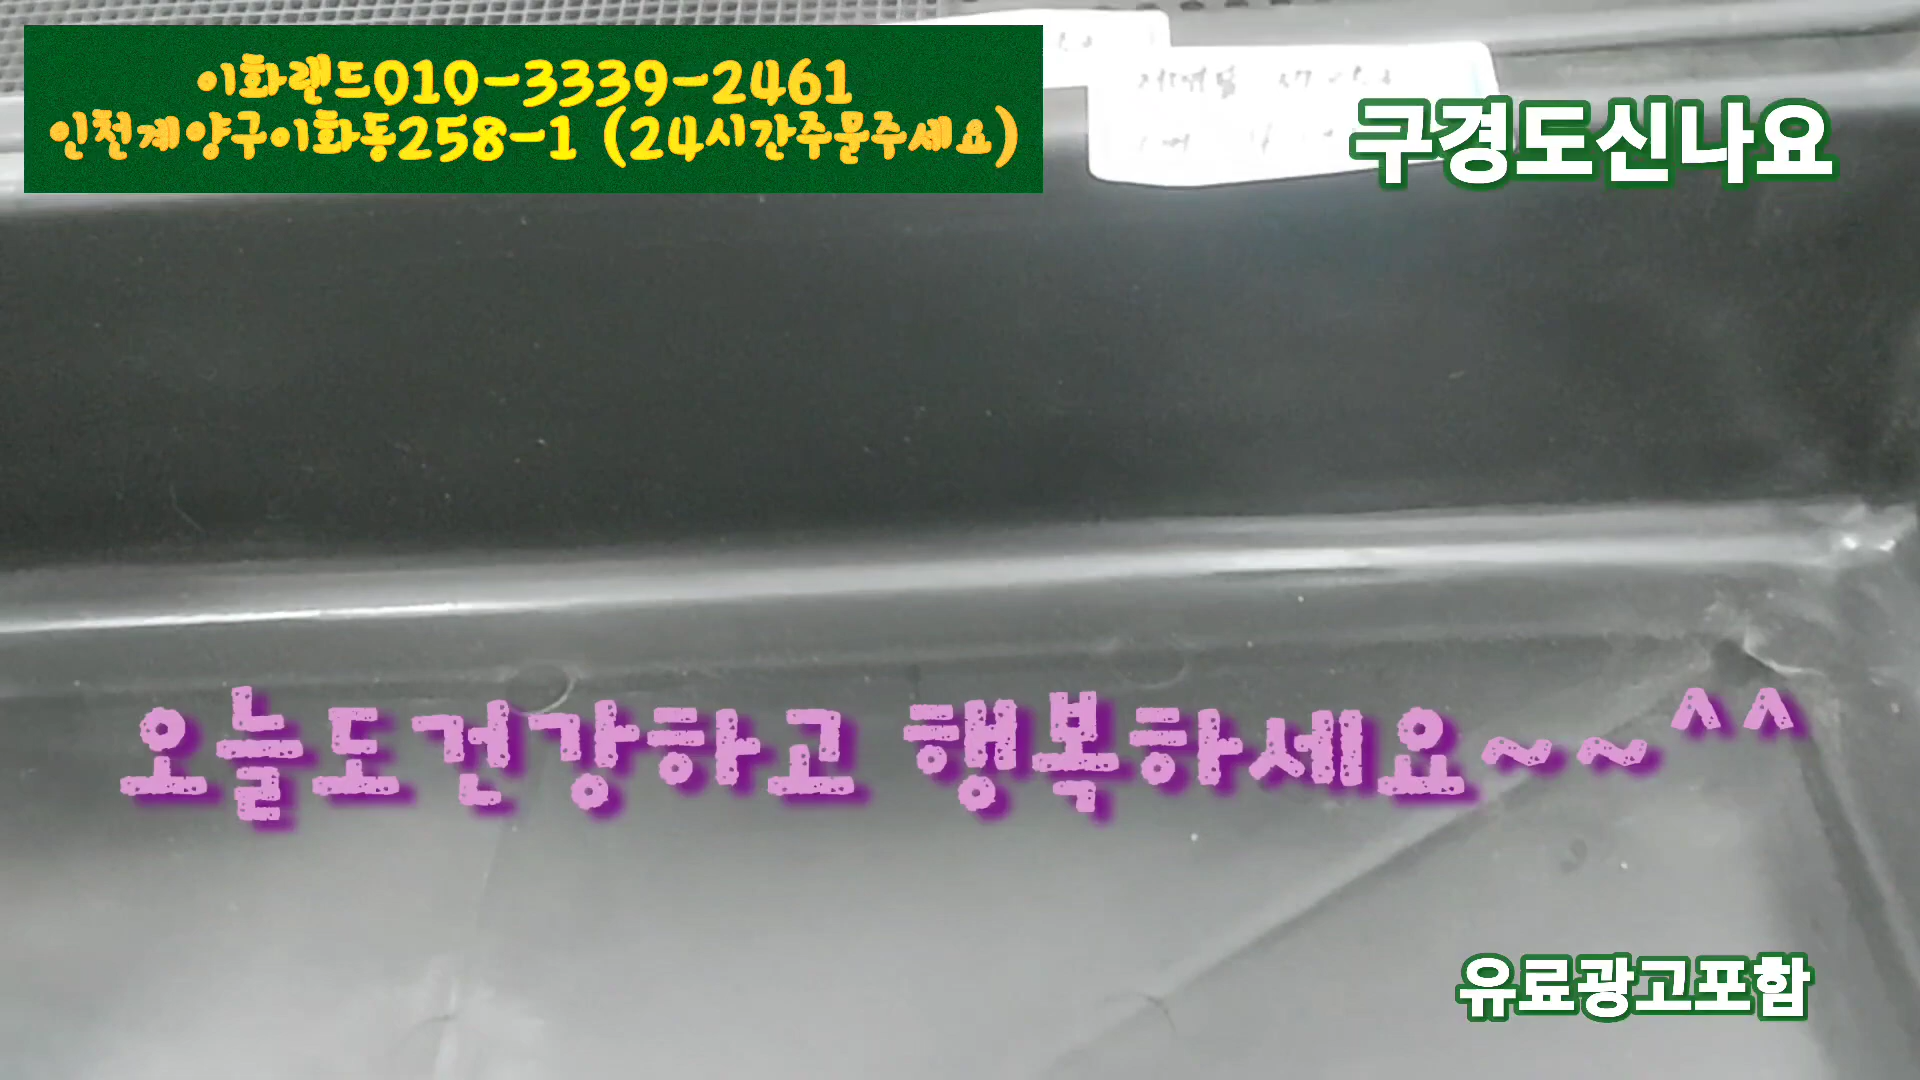 이화랜드010-3339-2461
인천계양구이화동258-1 (24시간주문주세요)
구경도신나요
오늘도건강하고 행복하세요~~^^
유료광고포함